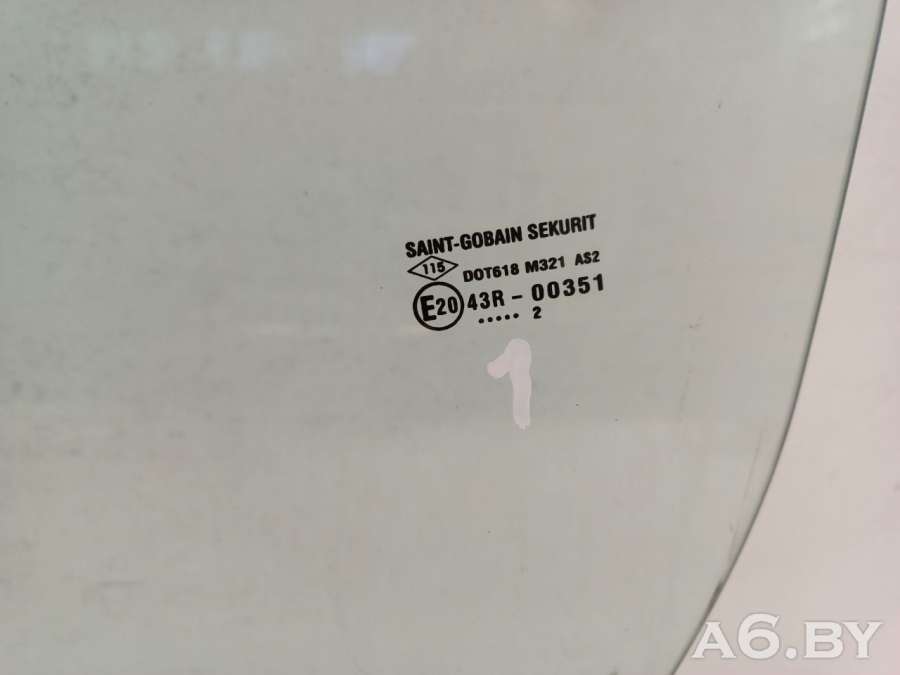 SAINT-GOBAIN SEKURIT
115 DOT618 M321 AS2
E20 43R - 00351
..... 2
1
A6.BY